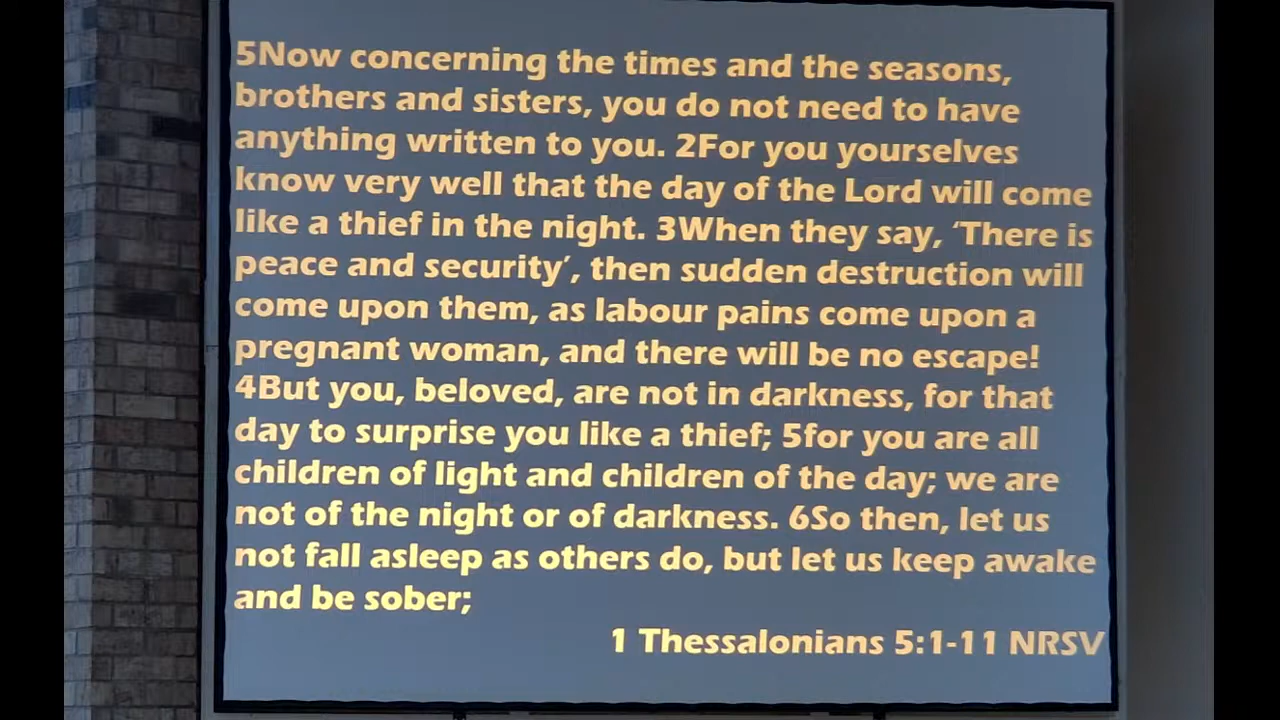 5Now concerning the times and the seasons,
brothers and sisters, you do not need to have
anything written to you. 2For you yourselves
know very well that the day of the Lord will come
like a thief in the night. 3When they say, ‘There is
peace and security’, then sudden destruction will
come upon them, as labour pains come upon a
pregnant woman, and there will be no escape!
4But you, beloved, are not in darkness, for that
day to surprise you like a thief; 5for you are all
children of light and children of the day; we are
not of the night or of darkness. 6So then, let us
not fall asleep as others do, but let us keep awake
and be sober;
1 Thessalonians 5:1-11 NRSV